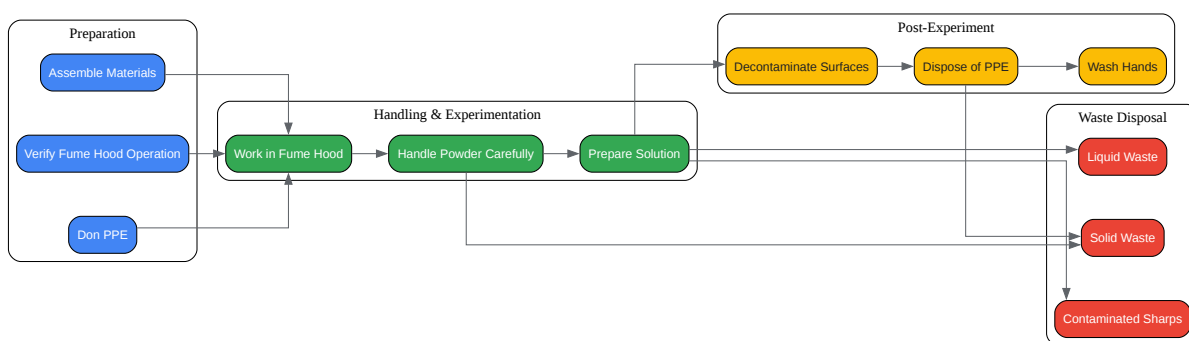 Preparation
Assemble Materials
Verify Fume Hood Operation
Don PPE
Handling & Experimentation
Work in Fume Hood
Handle Powder Carefully
Prepare Solution
Post-Experiment
Decontaminate Surfaces
Dispose of PPE
Wash Hands
Waste Disposal
Liquid Waste
Solid Waste
Contaminated Sharps